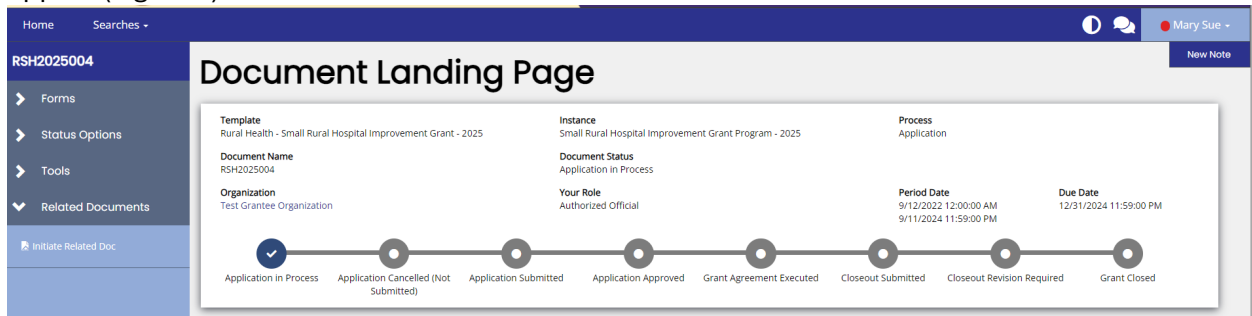 Home Searches Mary Sue
RSH2025004
New Note
Document Landing Page
Forms
Status Options
Tools
Related Documents
Initiate Related Doc
Template Instance Process
Rural Health - Small Rural Hospital Improvement Grant - 2025 Small Rural Hospital Improvement Grant Program - 2025 Application
Document Name Document Status
RSH2025004 Application in Process
Organization Your Role Period Date Due Date
Test Grantee Organization Authorized Official 9/12/2022 12:00:00 AM 12/31/2024 11:59:00 PM
9/11/2024 11:59:00 PM
Application in Process Application Cancelled (Not Application Submitted Application Approved Grant Agreement Executed Closeout Submitted Closeout Revision Required Grant Closed
Submitted)